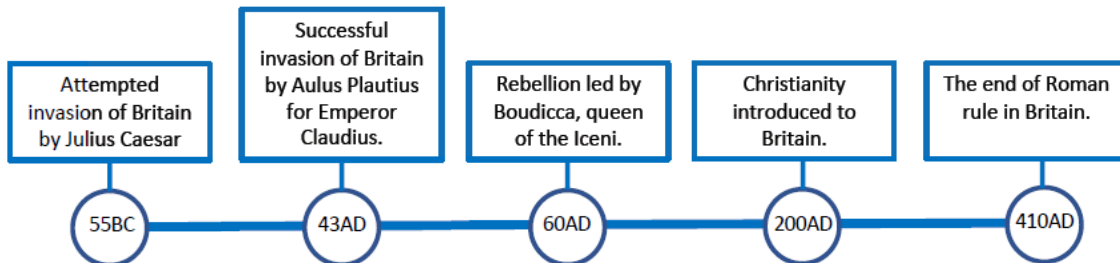 Attempted
invasion of Britain
by Julius Caesar
Successful
invasion of Britain
by Aulus Plautius
for Emperor
Claudius.
Rebellion led by
Boudicca, queen
of the Iceni.
Christianity
introduced to
Britain.
The end of Roman
rule in Britain.
55BC
43AD
60AD
200AD
410AD